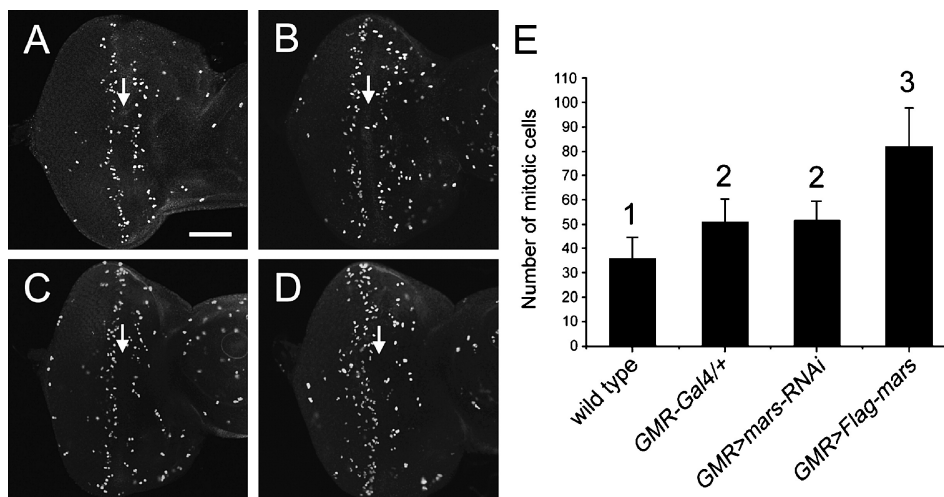 A
B
C
D
E
Number of mitotic cells
110
100
90
80
70
60
50
40
30
20
10
0
1
2
2
3
wild type
GMR-Gal4/+
GMR>mars-RNAi
GMR>Flag-mars